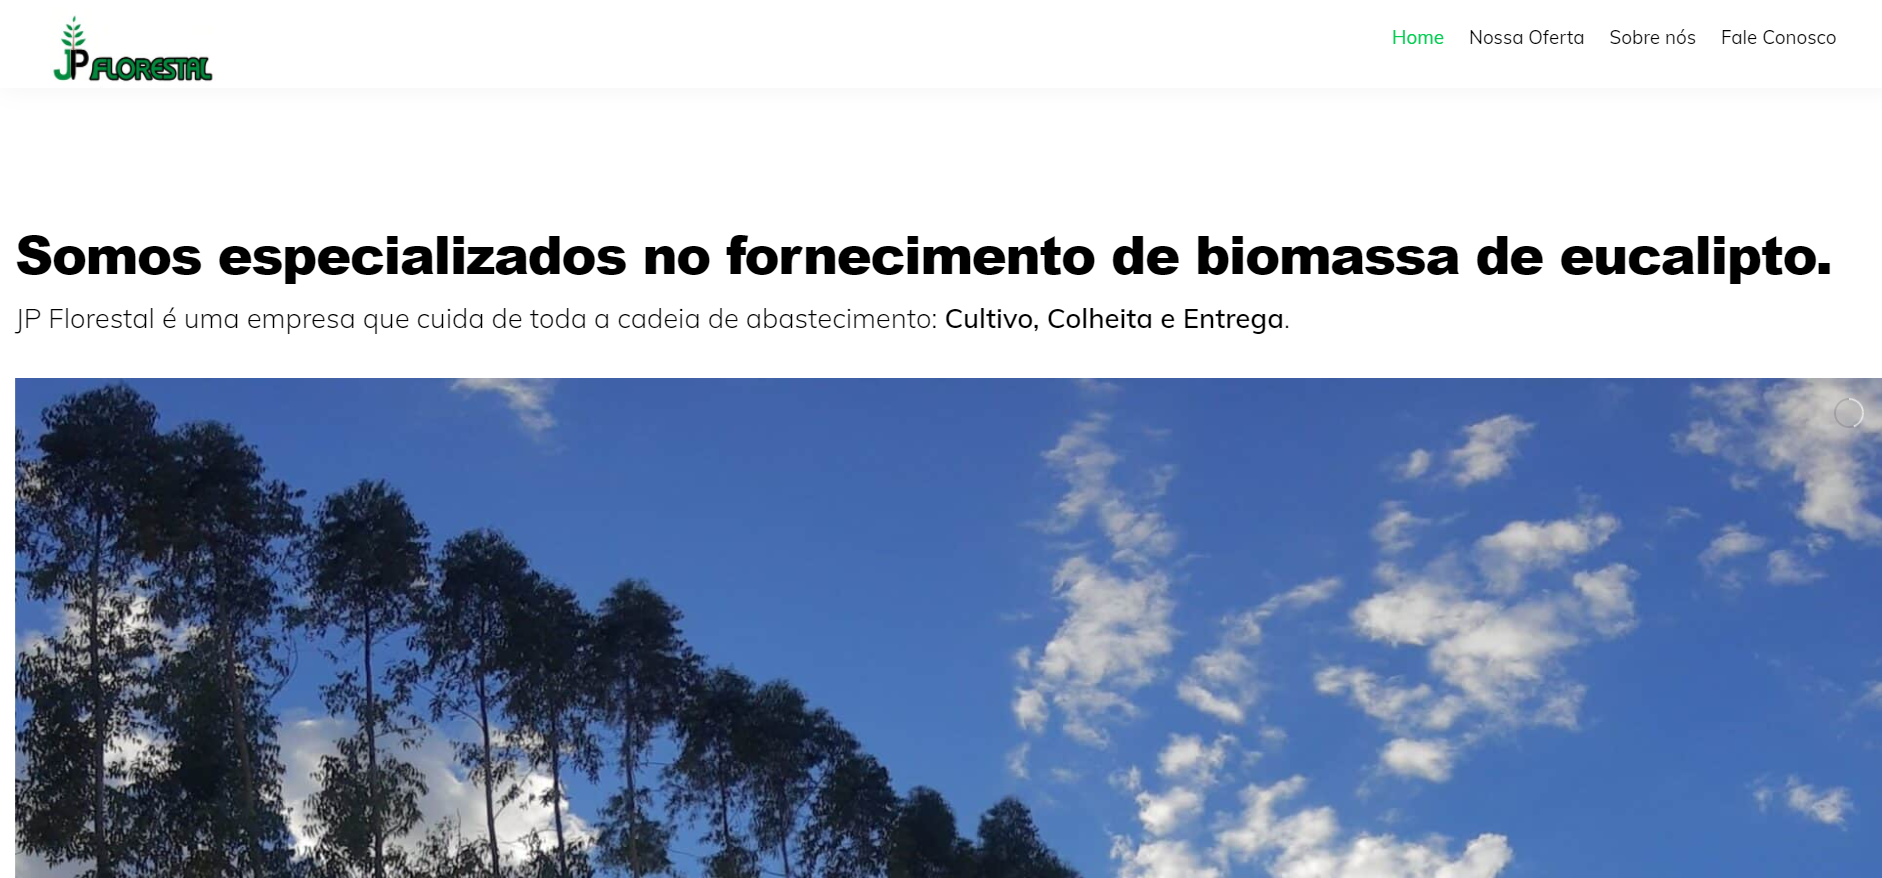 JP FLORESTAL
Home Nossa Oferta Sobre nós Fale Conosco
Somos especializados no fornecimento de biomassa de eucalipto.
JP Florestal é uma empresa que cuida de toda a cadeia de abastecimento: Cultivo, Colheita e Entrega.